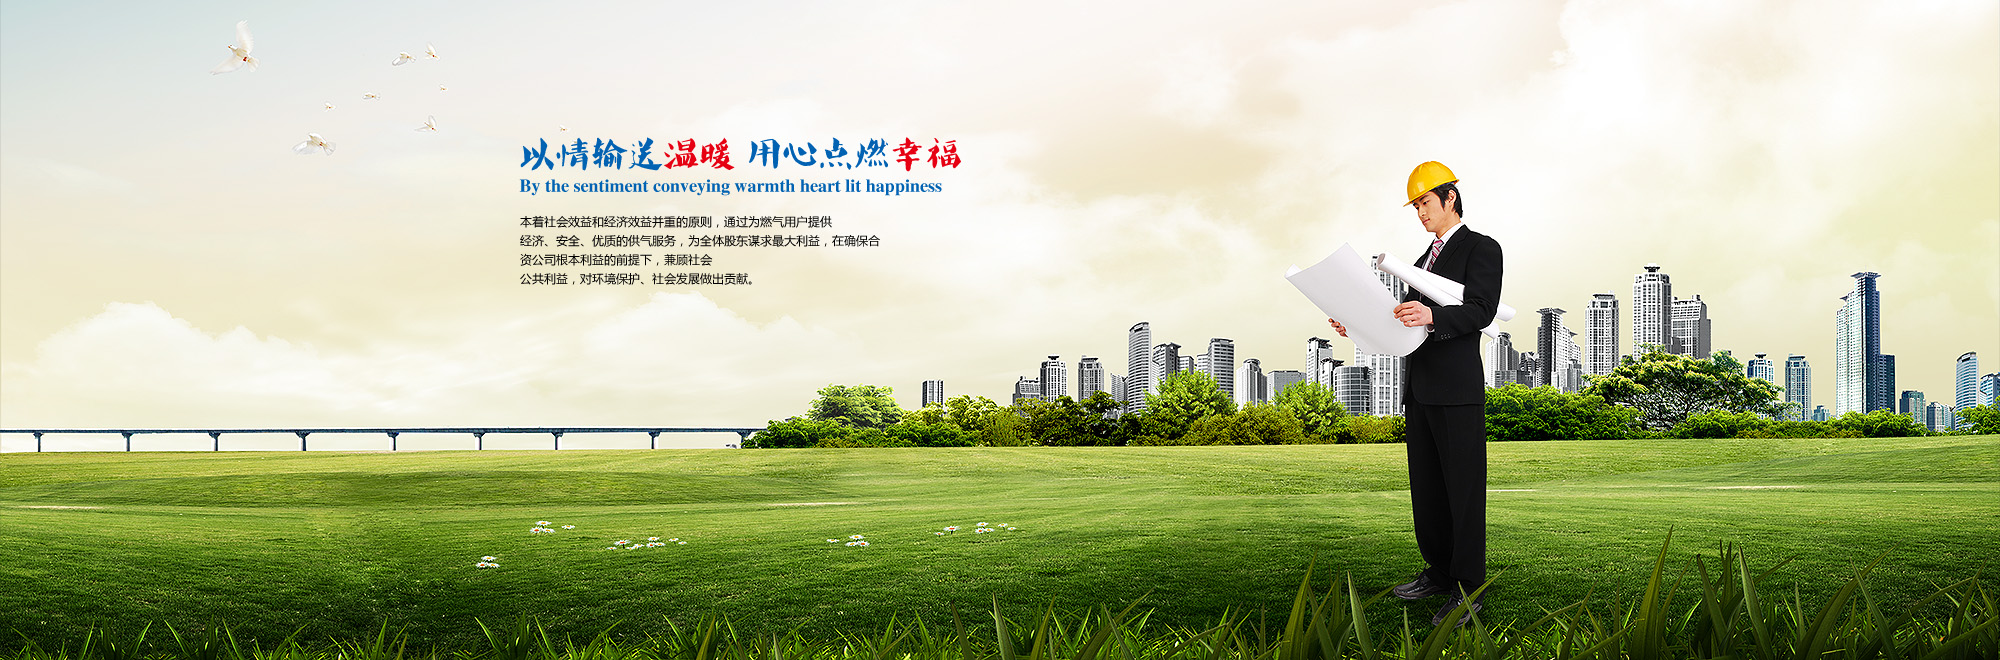 以情输送温暖 用心点燃幸福
By the sentiment conveying warmth heart lit happiness
本着社会效益和经济效益并重的原则，通过为燃气用户提供
经济、安全、优质的供气服务，为全体股东谋求最大利益，在确保合
资公司根本利益的前提下，兼顾社会
公共利益，对环境保护、社会发展做出贡献。